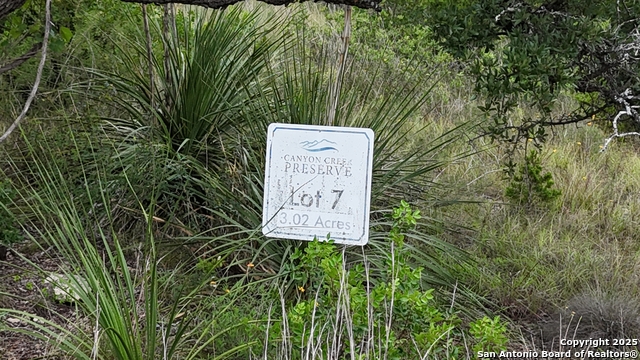 CANYON CREEK
PRESERVE
Lot 7
3.02 Acres
Copyright 2025
San Antonio Board of Realtors®